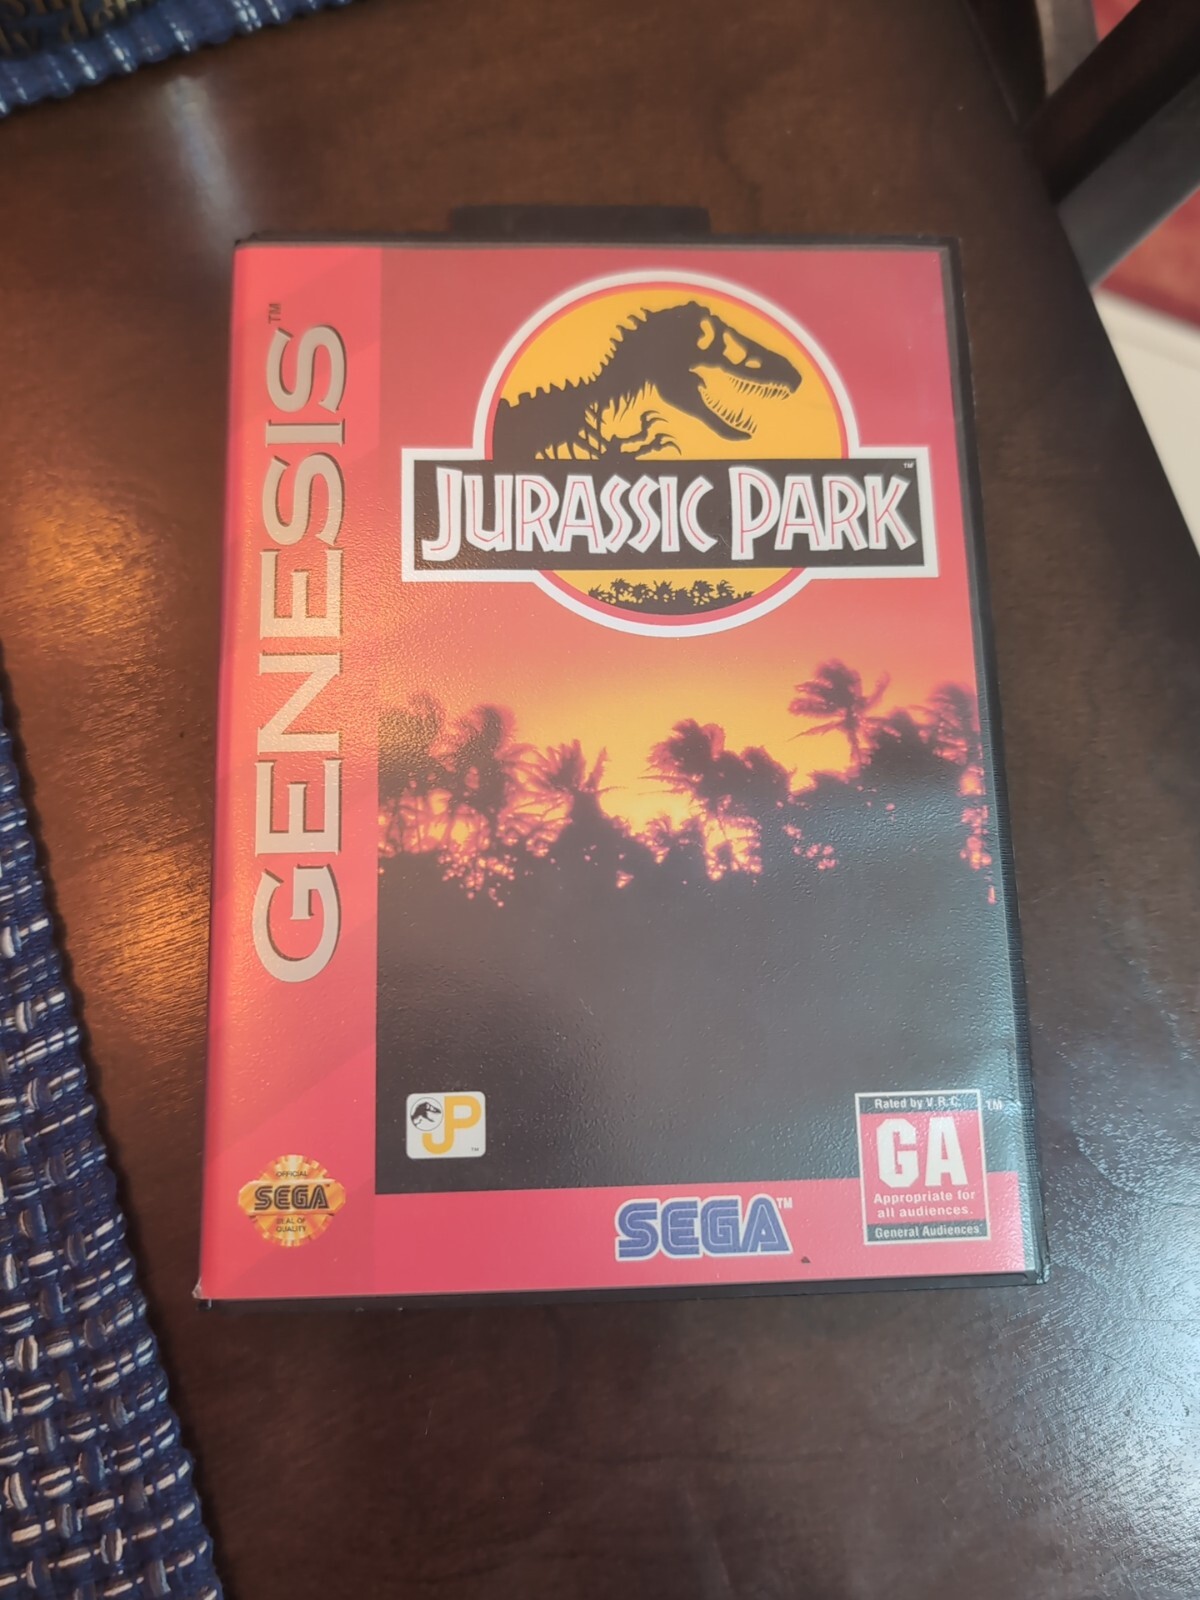 GENESIS™
JURASSIC PARK™
JP™
OFFICIAL
SEGA™
SEAL OF
QUALITY
SEGA™
Rated by V.R.C.
™
GA
Appropriate for
all audiences.
General Audiences